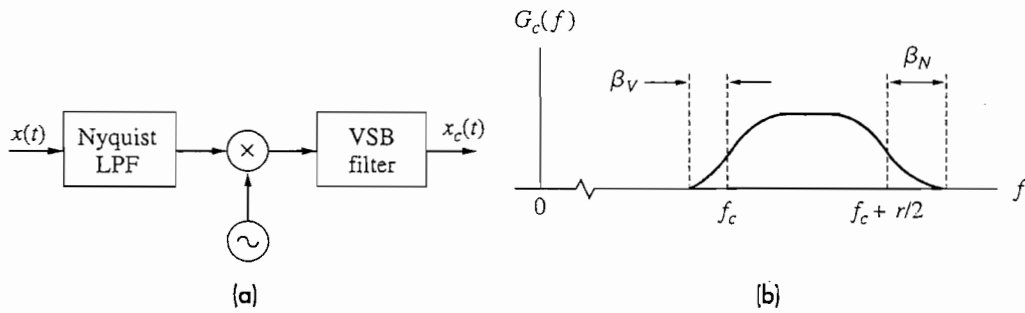 x(t)
Nyquist
LPF
×
VSB
filter
x_c(t)
(a)
G_c(f)
β_V
β_N
0
f_c
f_c + r/2
f
(b)